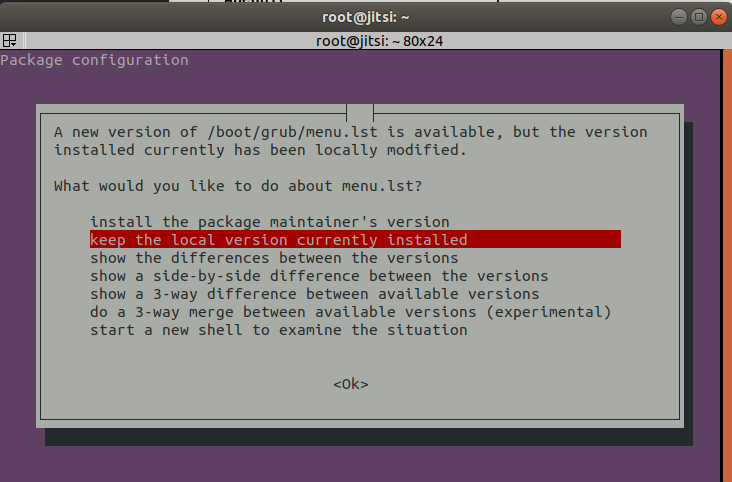 root@jitsi: ~
root@jitsi: ~ 80x24
Package configuration
A new version of /boot/grub/menu.lst is available, but the version
installed currently has been locally modified.
What would you like to do about menu.lst?
install the package maintainer's version
keep the local version currently installed
show the differences between the versions
show a side-by-side difference between the versions
show a 3-way difference between available versions
do a 3-way merge between available versions (experimental)
start a new shell to examine the situation
<Ok>